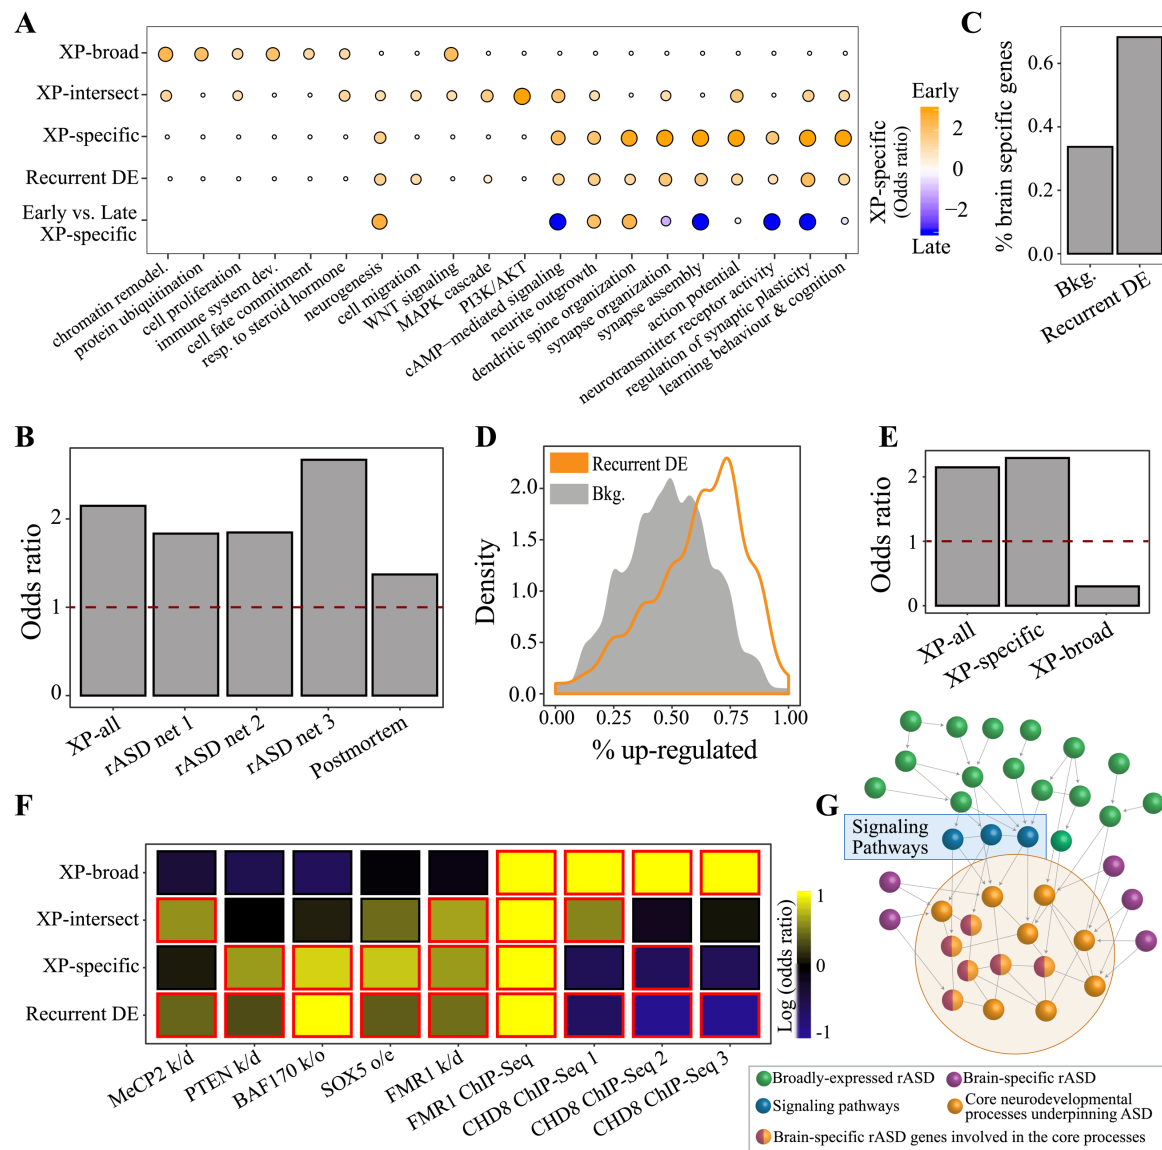 A
XP-broad
XP-intersect
XP-specific
Recurrent DE
Early vs. Late
XP-specific
chromatin remodel.
protein ubiquitination
cell proliferation
immune system dev.
cell fate commitment
resp. to steroid hormone
neurogenesis
cell migration
WNT signaling
MAPK cascade
PI3K/AKT
cAMP−mediated signaling
neurite outgrowth
dendritic spine organization
synapse organization
synapse assembly
action potential
neurotransmitter receptor activity
regulation of synaptic plasticity
learning behaviour & cognition
XP-specific
(Odds ratio)
Early
2
0
−2
Late
C
% brain sepcific genes
0.6
0.4
0.2
0.0
Bkg.
Recurrent DE
B
Odds ratio
2
1
0
XP-all
rASD net 1
rASD net 2
rASD net 3
Postmortem
D
Recurrent DE
Bkg.
Density
2.0
1.5
1.0
0.5
0.0
0.00
0.25
0.50
0.75
1.00
% up-regulated
E
Odds ratio
2
1
0
XP-all
XP-specific
XP-broad
F
XP-broad
XP-intersect
XP-specific
Recurrent DE
MeCP2 k/d
PTEN k/d
BAF170 k/o
SOX5 o/e
FMR1 k/d
FMR1 ChIP-Seq
CHD8 ChIP-Seq 1
CHD8 ChIP-Seq 2
CHD8 ChIP-Seq 3
Log (odds ratio)
1
0
-1
G
Signaling
Pathways
Broadly-expressed rASD
Brain-specific rASD
Signaling pathways
Core neurodevelopmental
processes underpinning ASD
Brain-specific rASD genes involved in the core processes